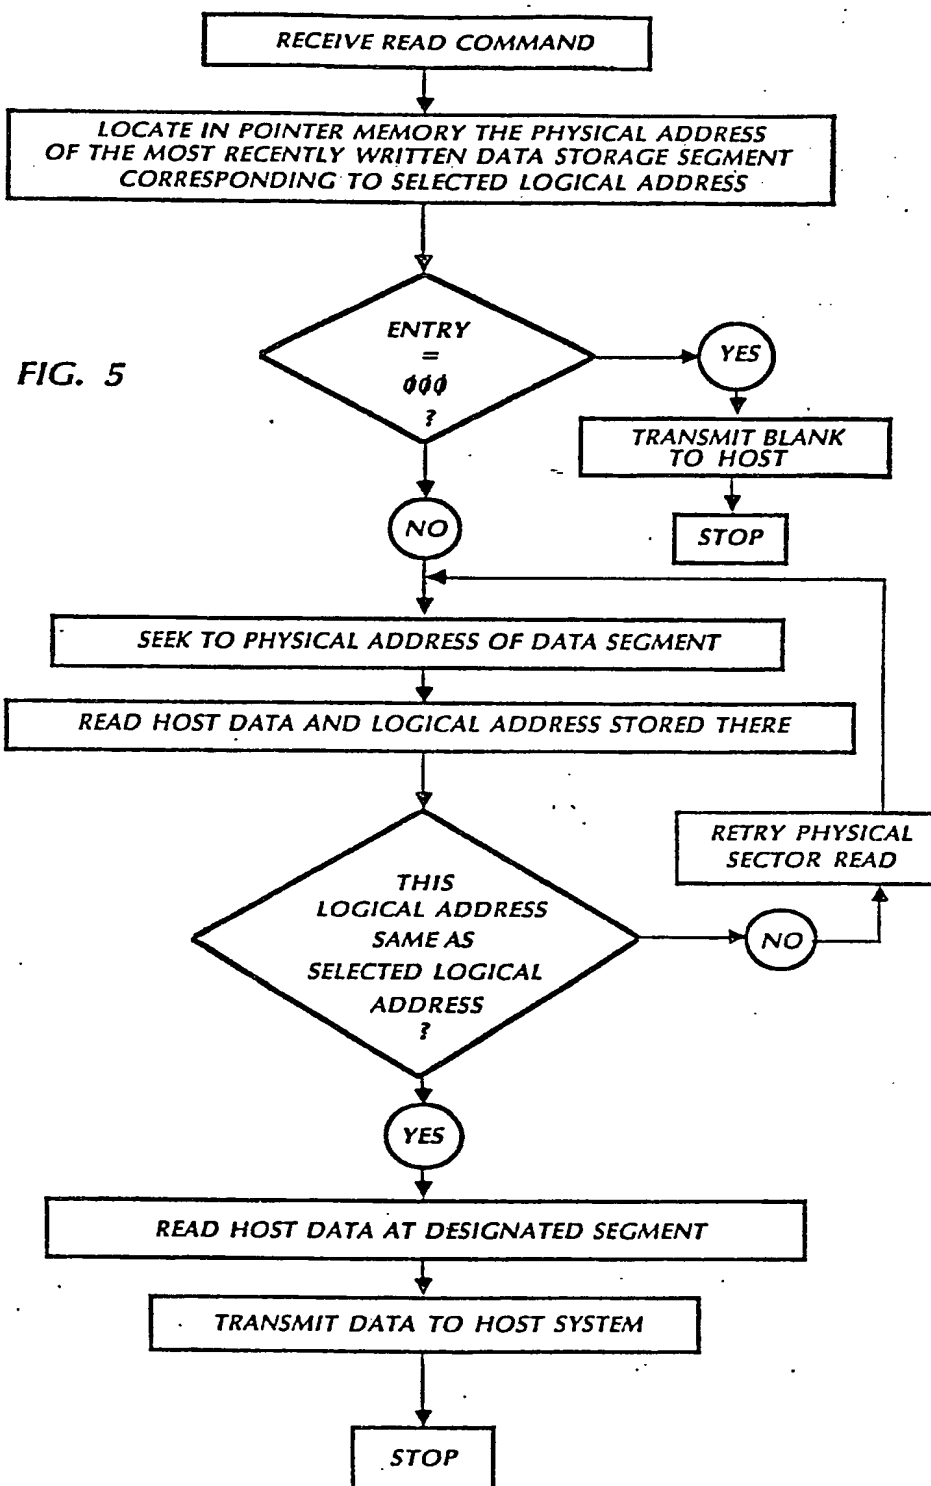 RECEIVE READ COMMAND
LOCATE IN POINTER MEMORY THE PHYSICAL ADDRESS
OF THE MOST RECENTLY WRITTEN DATA STORAGE SEGMENT
CORRESPONDING TO SELECTED LOGICAL ADDRESS
ENTRY
=
ϕϕϕ
?
FIG. 5
YES
TRANSMIT BLANK
TO HOST
STOP
NO
SEEK TO PHYSICAL ADDRESS OF DATA SEGMENT
READ HOST DATA AND LOGICAL ADDRESS STORED THERE
RETRY PHYSICAL
SECTOR READ
THIS
LOGICAL ADDRESS
SAME AS
SELECTED LOGICAL
ADDRESS
?
NO
YES
READ HOST DATA AT DESIGNATED SEGMENT
TRANSMIT DATA TO HOST SYSTEM
STOP